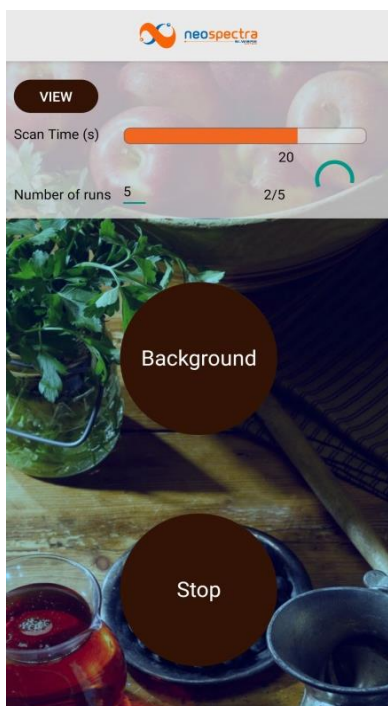 neospectra
VIEW
Scan Time (s)
20
Number of runs 5 2/5
Background
Stop